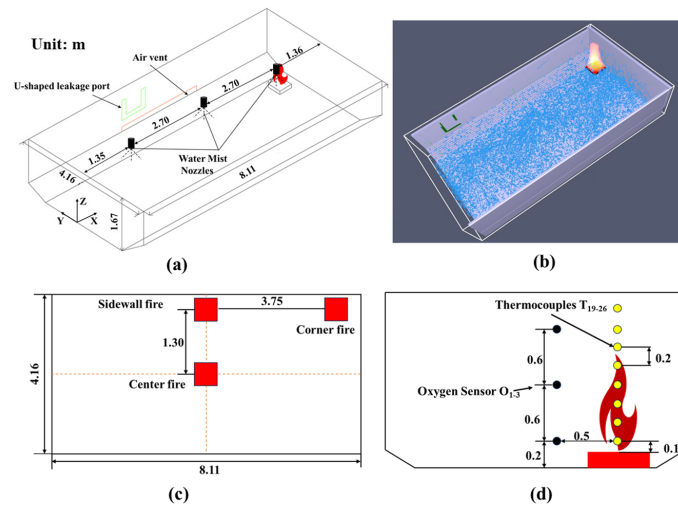 Unit: m
Air vent
U-shaped leakage port
1.36
2.70
2.70
1.35
4.16
Water Mist
Nozzles
8.11
1.67
Z
Y
X
(a)
(b)
Sidewall fire
3.75
Corner fire
1.30
4.16
Center fire
8.11
(c)
Thermocouples T19-26
0.2
0.6
Oxygen Sensor O1-3
0.6
0.5
0.2
0.1
(d)